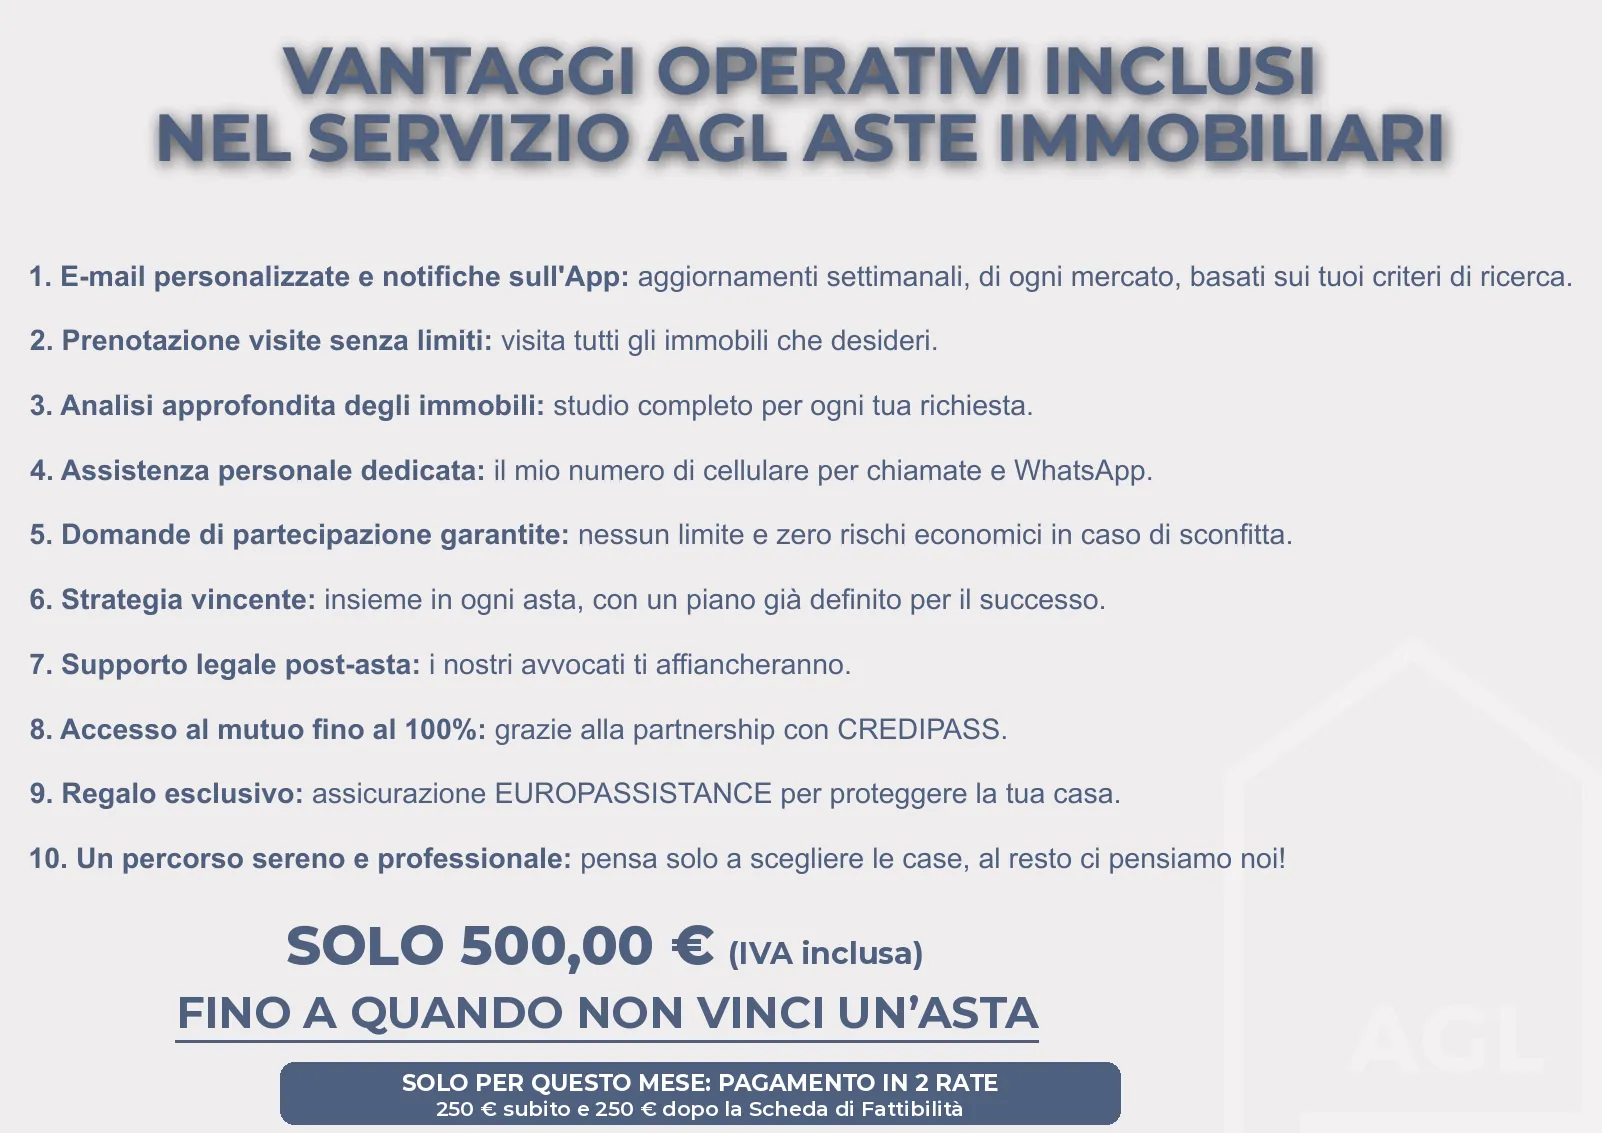 VANTAGGI OPERATIVI INCLUSI
NEL SERVIZIO AGL ASTE IMMOBILIARI
1. E-mail personalizzate e notifiche sull'App: aggiornamenti settimanali, di ogni mercato, basati sui tuoi criteri di ricerca.
2. Prenotazione visite senza limiti: visita tutti gli immobili che desideri.
3. Analisi approfondita degli immobili: studio completo per ogni tua richiesta.
4. Assistenza personale dedicata: il mio numero di cellulare per chiamate e WhatsApp.
5. Domande di partecipazione garantite: nessun limite e zero rischi economici in caso di sconfitta.
6. Strategia vincente: insieme in ogni asta, con un piano già definito per il successo.
7. Supporto legale post-asta: i nostri avvocati ti affiancheranno.
8. Accesso al mutuo fino al 100%: grazie alla partnership con CREDIPASS.
9. Regalo esclusivo: assicurazione EUROPASSISTANCE per proteggere la tua casa.
10. Un percorso sereno e professionale: pensa solo a scegliere le case, al resto ci pensiamo noi!
SOLO 500,00 € (IVA inclusa)
FINO A QUANDO NON VINCI UN’ASTA
SOLO PER QUESTO MESE: PAGAMENTO IN 2 RATE
250 € subito e 250 € dopo la Scheda di Fattibilità
AGL